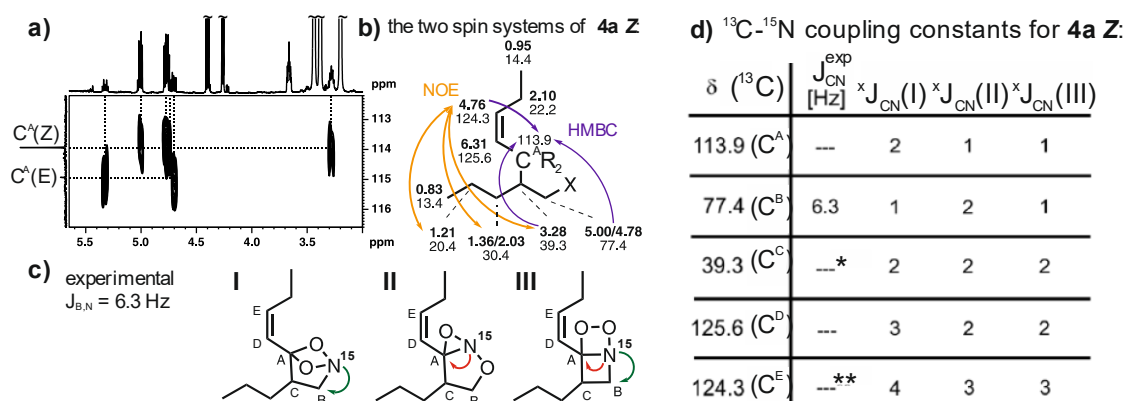 a)
ppm
113
114
115
116
C^A(Z)
C^A(E)
5.5 5.0 4.5 4.0 3.5 ppm
b) the two spin systems of 4a Z:
0.95
14.4
NOE
4.76
124.3
2.10
22.2
HMBC
113.9
6.31
125.6
C^A R_2
X
0.83
13.4
1.21
20.4
1.36/2.03
30.4
3.28
39.3
5.00/4.78
77.4
c)
experimental
J_B,N = 6.3 Hz
I
E
D
A
O
O
N 15
C
B
II
E
D
A
O
N 15
O
C
III
E
D
A
O-O
N 15
C
B
d) ^13C-^15N coupling constants for 4a Z:
δ (^13C) J_CN^exp [Hz] ^xJ_CN(I) ^xJ_CN(II) ^xJ_CN(III)
113.9 (C^A) --- 2 1 1
77.4 (C^B) 6.3 1 2 1
39.3 (C^C) ---* 2 2 2
125.6 (C^D) --- 3 2 2
124.3 (C^E) ---** 4 3 3